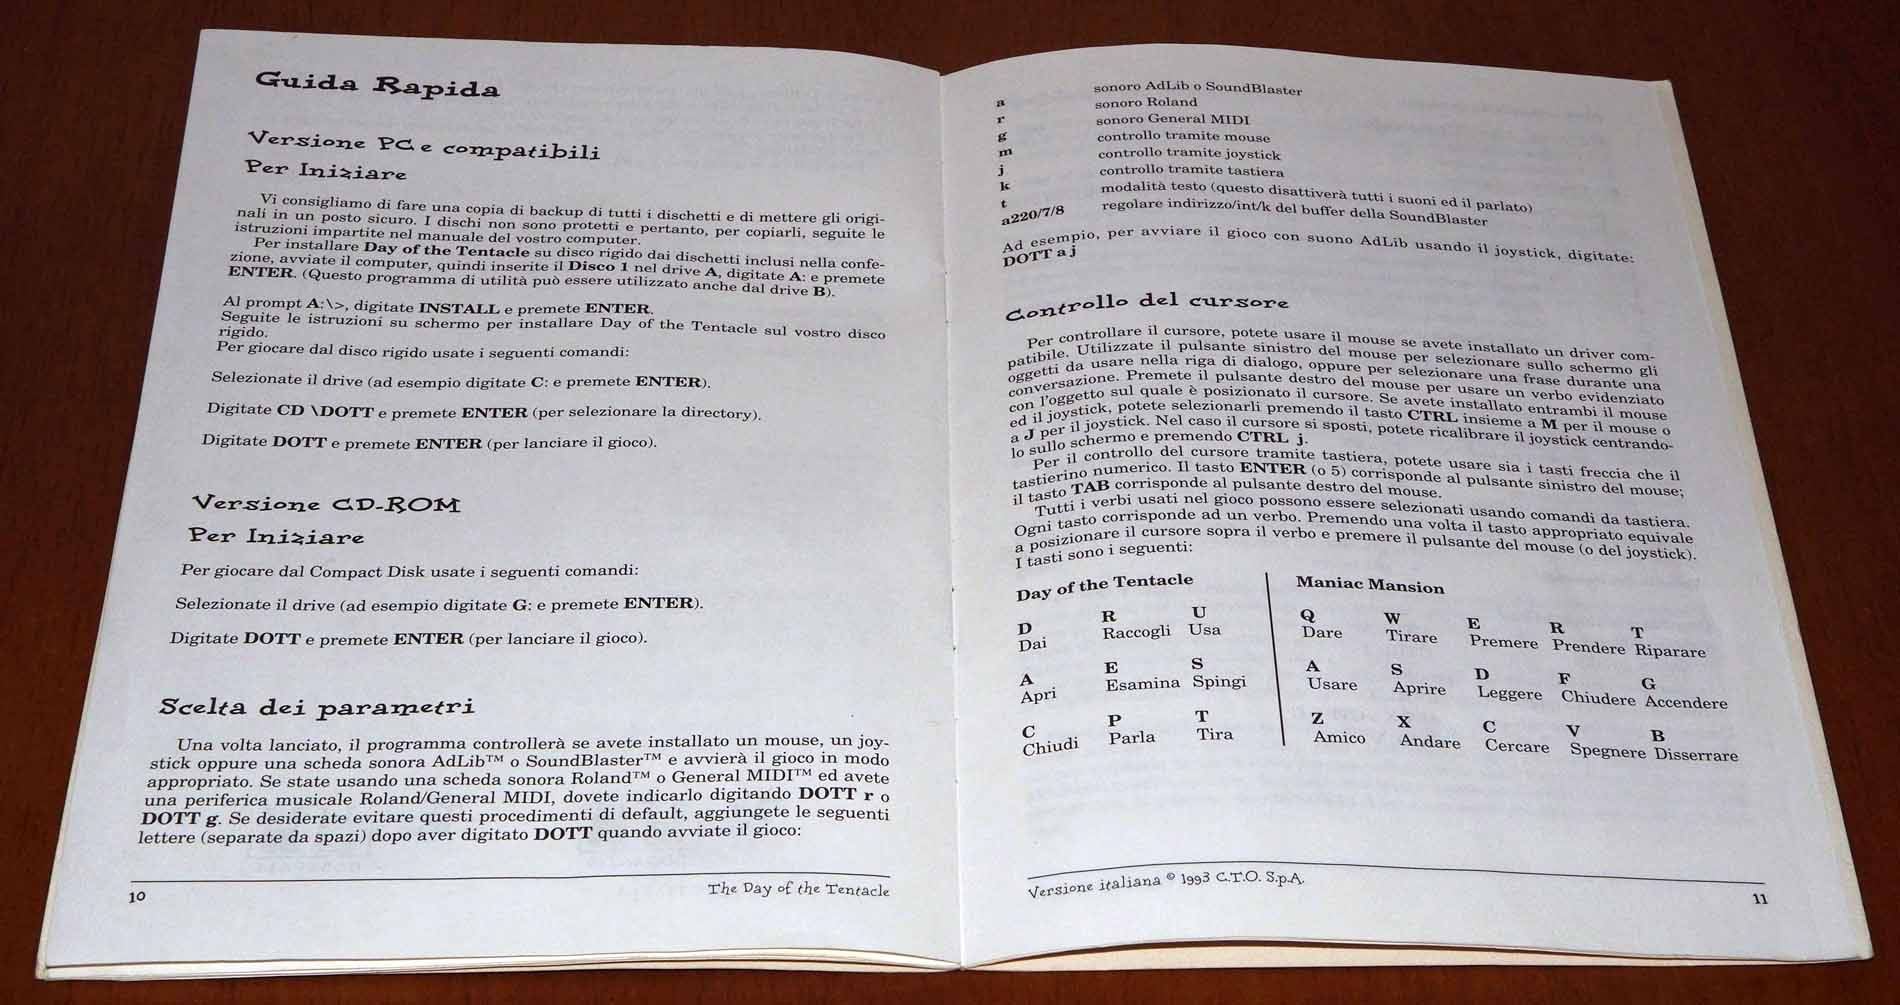 Guida Rapida
Versione PC e compatibili
Per Iniziare
Vi consigliamo di fare una copia di backup di tutti i dischetti e di mettere gli origi-
nali in un posto sicuro. I dischi non sono protetti e pertanto, per copiarli, seguite le
istruzioni impartite nel manuale del vostro computer.
Per installare Day of the Tentacle su disco rigido dai dischetti inclusi nella confe-
zione, avviate il computer, quindi inserite il Disco 1 nel drive A, digitate A: e premete
ENTER. (Questo programma di utilità può essere utilizzato anche dal drive B).
Al prompt A:\>, digitate INSTALL e premete ENTER.
Seguite le istruzioni su schermo per installare Day of the Tentacle sul vostro disco
rigido.
Per giocare dal disco rigido usate i seguenti comandi:
Selezionate il drive (ad esempio digitate C: e premete ENTER).
Digitate CD \DOTT e premete ENTER (per selezionare la directory).
Digitate DOTT e premete ENTER (per lanciare il gioco).
Versione CD-ROM
Per Iniziare
Per giocare dal Compact Disk usate i seguenti comandi:
Selezionate il drive (ad esempio digitate G: e premete ENTER).
Digitate DOTT e premete ENTER (per lanciare il gioco).
Scelta dei parametri
Una volta lanciato, il programma controllerà se avete installato un mouse, un joy-
stick oppure una scheda sonora AdLib™ o SoundBlaster™ e avvierà il gioco in modo
appropriato. Se state usando una scheda sonora Roland™ o General MIDI™ ed avete
una periferica musicale Roland/General MIDI, dovete indicarlo digitando DOTT r o
DOTT g. Se desiderate evitare questi procedimenti di default, aggiungete le seguenti
lettere (separate da spazi) dopo aver digitato DOTT quando avviate il gioco:
10 The Day of the Tentacle
a sonoro AdLib o SoundBlaster
r sonoro Roland
g sonoro General MIDI
m controllo tramite mouse
j controllo tramite joystick
k controllo tramite tastiera
t modalità testo (questo disattiverà tutti i suoni ed il parlato)
a220/7/8 regolare indirizzo/int/k del buffer della SoundBlaster
Ad esempio, per avviare il gioco con suono AdLib usando il joystick, digitate:
DOTT a j
Controllo del cursore
Per controllare il cursore, potete usare il mouse se avete installato un driver com-
patibile. Utilizzate il pulsante sinistro del mouse per selezionare sullo schermo gli
oggetti da usare nella riga di dialogo, oppure per selezionare una frase durante una
conversazione. Premete il pulsante destro del mouse per usare un verbo evidenziato
con l'oggetto sul quale è posizionato il cursore. Se avete installato entrambi il mouse
ed il joystick, potete selezionarli premendo il tasto CTRL insieme a M per il mouse o
a J per il joystick. Nel caso il cursore si sposti, potete ricalibrare il joystick centrando-
lo sullo schermo e premendo CTRL j.
Per il controllo del cursore tramite tastiera, potete usare sia i tasti freccia che il
tastierino numerico. Il tasto ENTER (o 5) corrisponde al pulsante sinistro del mouse;
il tasto TAB corrisponde al pulsante destro del mouse.
Tutti i verbi usati nel gioco possono essere selezionati usando comandi da tastiera.
Ogni tasto corrisponde ad un verbo. Premendo una volta il tasto appropriato equivale
a posizionare il cursore sopra il verbo e premere il pulsante del mouse (o del joystick).
I tasti sono i seguenti:
Day of the Tentacle
D R U
Dai Raccogli Usa
A E S
Apri Esamina Spingi
C P T
Chiudi Parla Tira
Maniac Mansion
Q W E R T
Dare Tirare Premere Prendere Riparare
A S D F G
Usare Aprire Leggere Chiudere Accendere
Z X C V B
Amico Andare Cercare Spegnere Disserrare
Versione italiana © 1993 C.T.O. S.p.A. 11